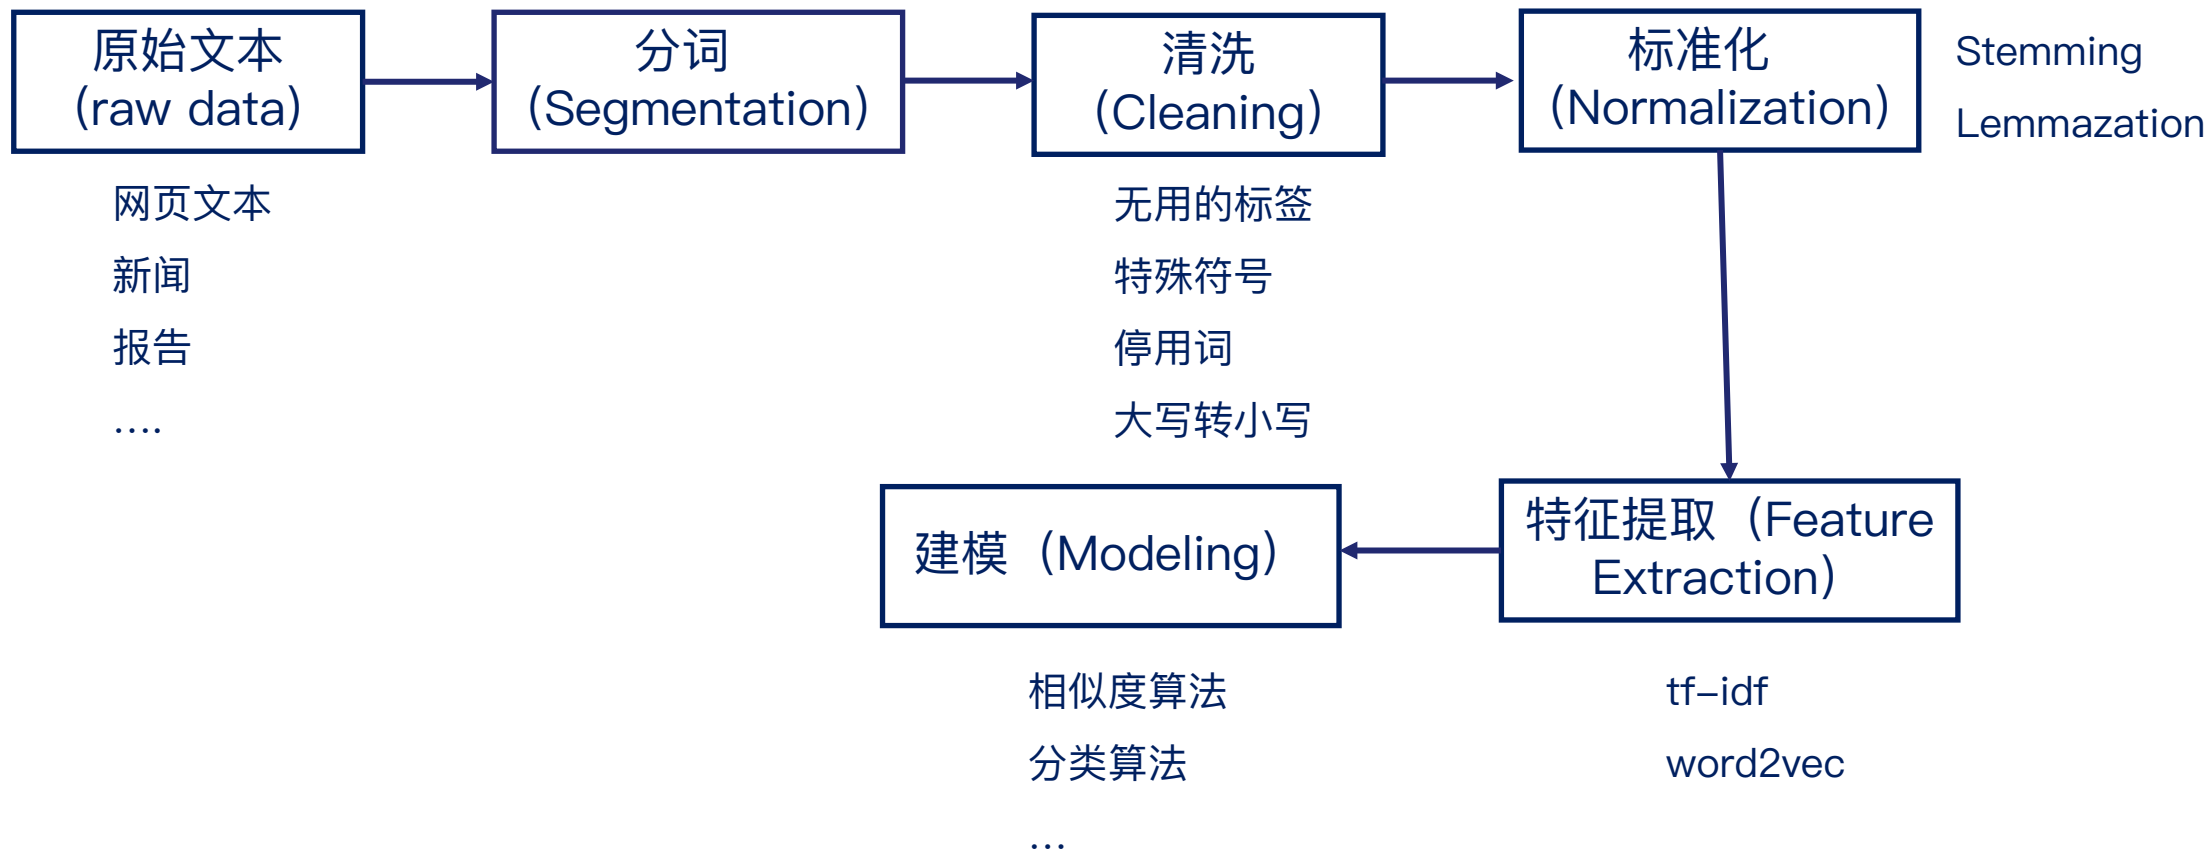 原始文本
(raw data)
分词
(Segmentation)
清洗
(Cleaning)
标准化
(Normalization)
Stemming
Lemmazation
网页文本
新闻
报告
....
无用的标签
特殊符号
停用词
大写转小写
特征提取（Feature
Extraction）
建模（Modeling）
tf-idf
word2vec
相似度算法
分类算法
...